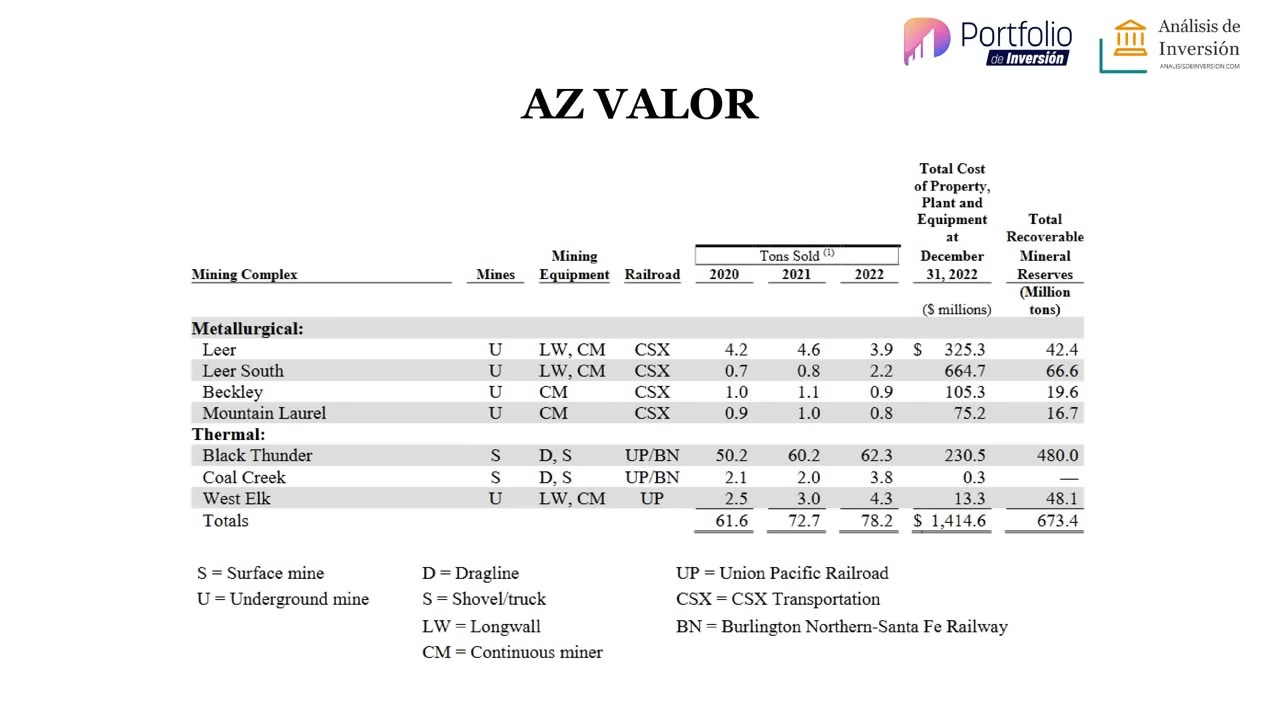 Portfolio
de Inversión
Análisis de
Inversión
ANALISISDEINVERSION.COM
AZ VALOR
Total Cost
of Property,
Plant and
Equipment
at
December
31, 2022
Total
Recoverable
Mineral
Reserves
(Million
tons)
Mining Complex
Mines
Mining
Equipment
Railroad
Tons Sold (1)
2020 2021 2022
($ millions)
Metallurgical:
Leer U LW, CM CSX 4.2 4.6 3.9 $ 325.3 42.4
Leer South U LW, CM CSX 0.7 0.8 2.2 664.7 66.6
Beckley U CM CSX 1.0 1.1 0.9 105.3 19.6
Mountain Laurel U CM CSX 0.9 1.0 0.8 75.2 16.7
Thermal:
Black Thunder S D, S UP/BN 50.2 60.2 62.3 230.5 480.0
Coal Creek S D, S UP/BN 2.1 2.0 3.8 0.3 —
West Elk U LW, CM UP 2.5 3.0 4.3 13.3 48.1
Totals 61.6 72.7 78.2 $ 1,414.6 673.4
S = Surface mine D = Dragline UP = Union Pacific Railroad
U = Underground mine S = Shovel/truck CSX = CSX Transportation
LW = Longwall BN = Burlington Northern-Santa Fe Railway
CM = Continuous miner